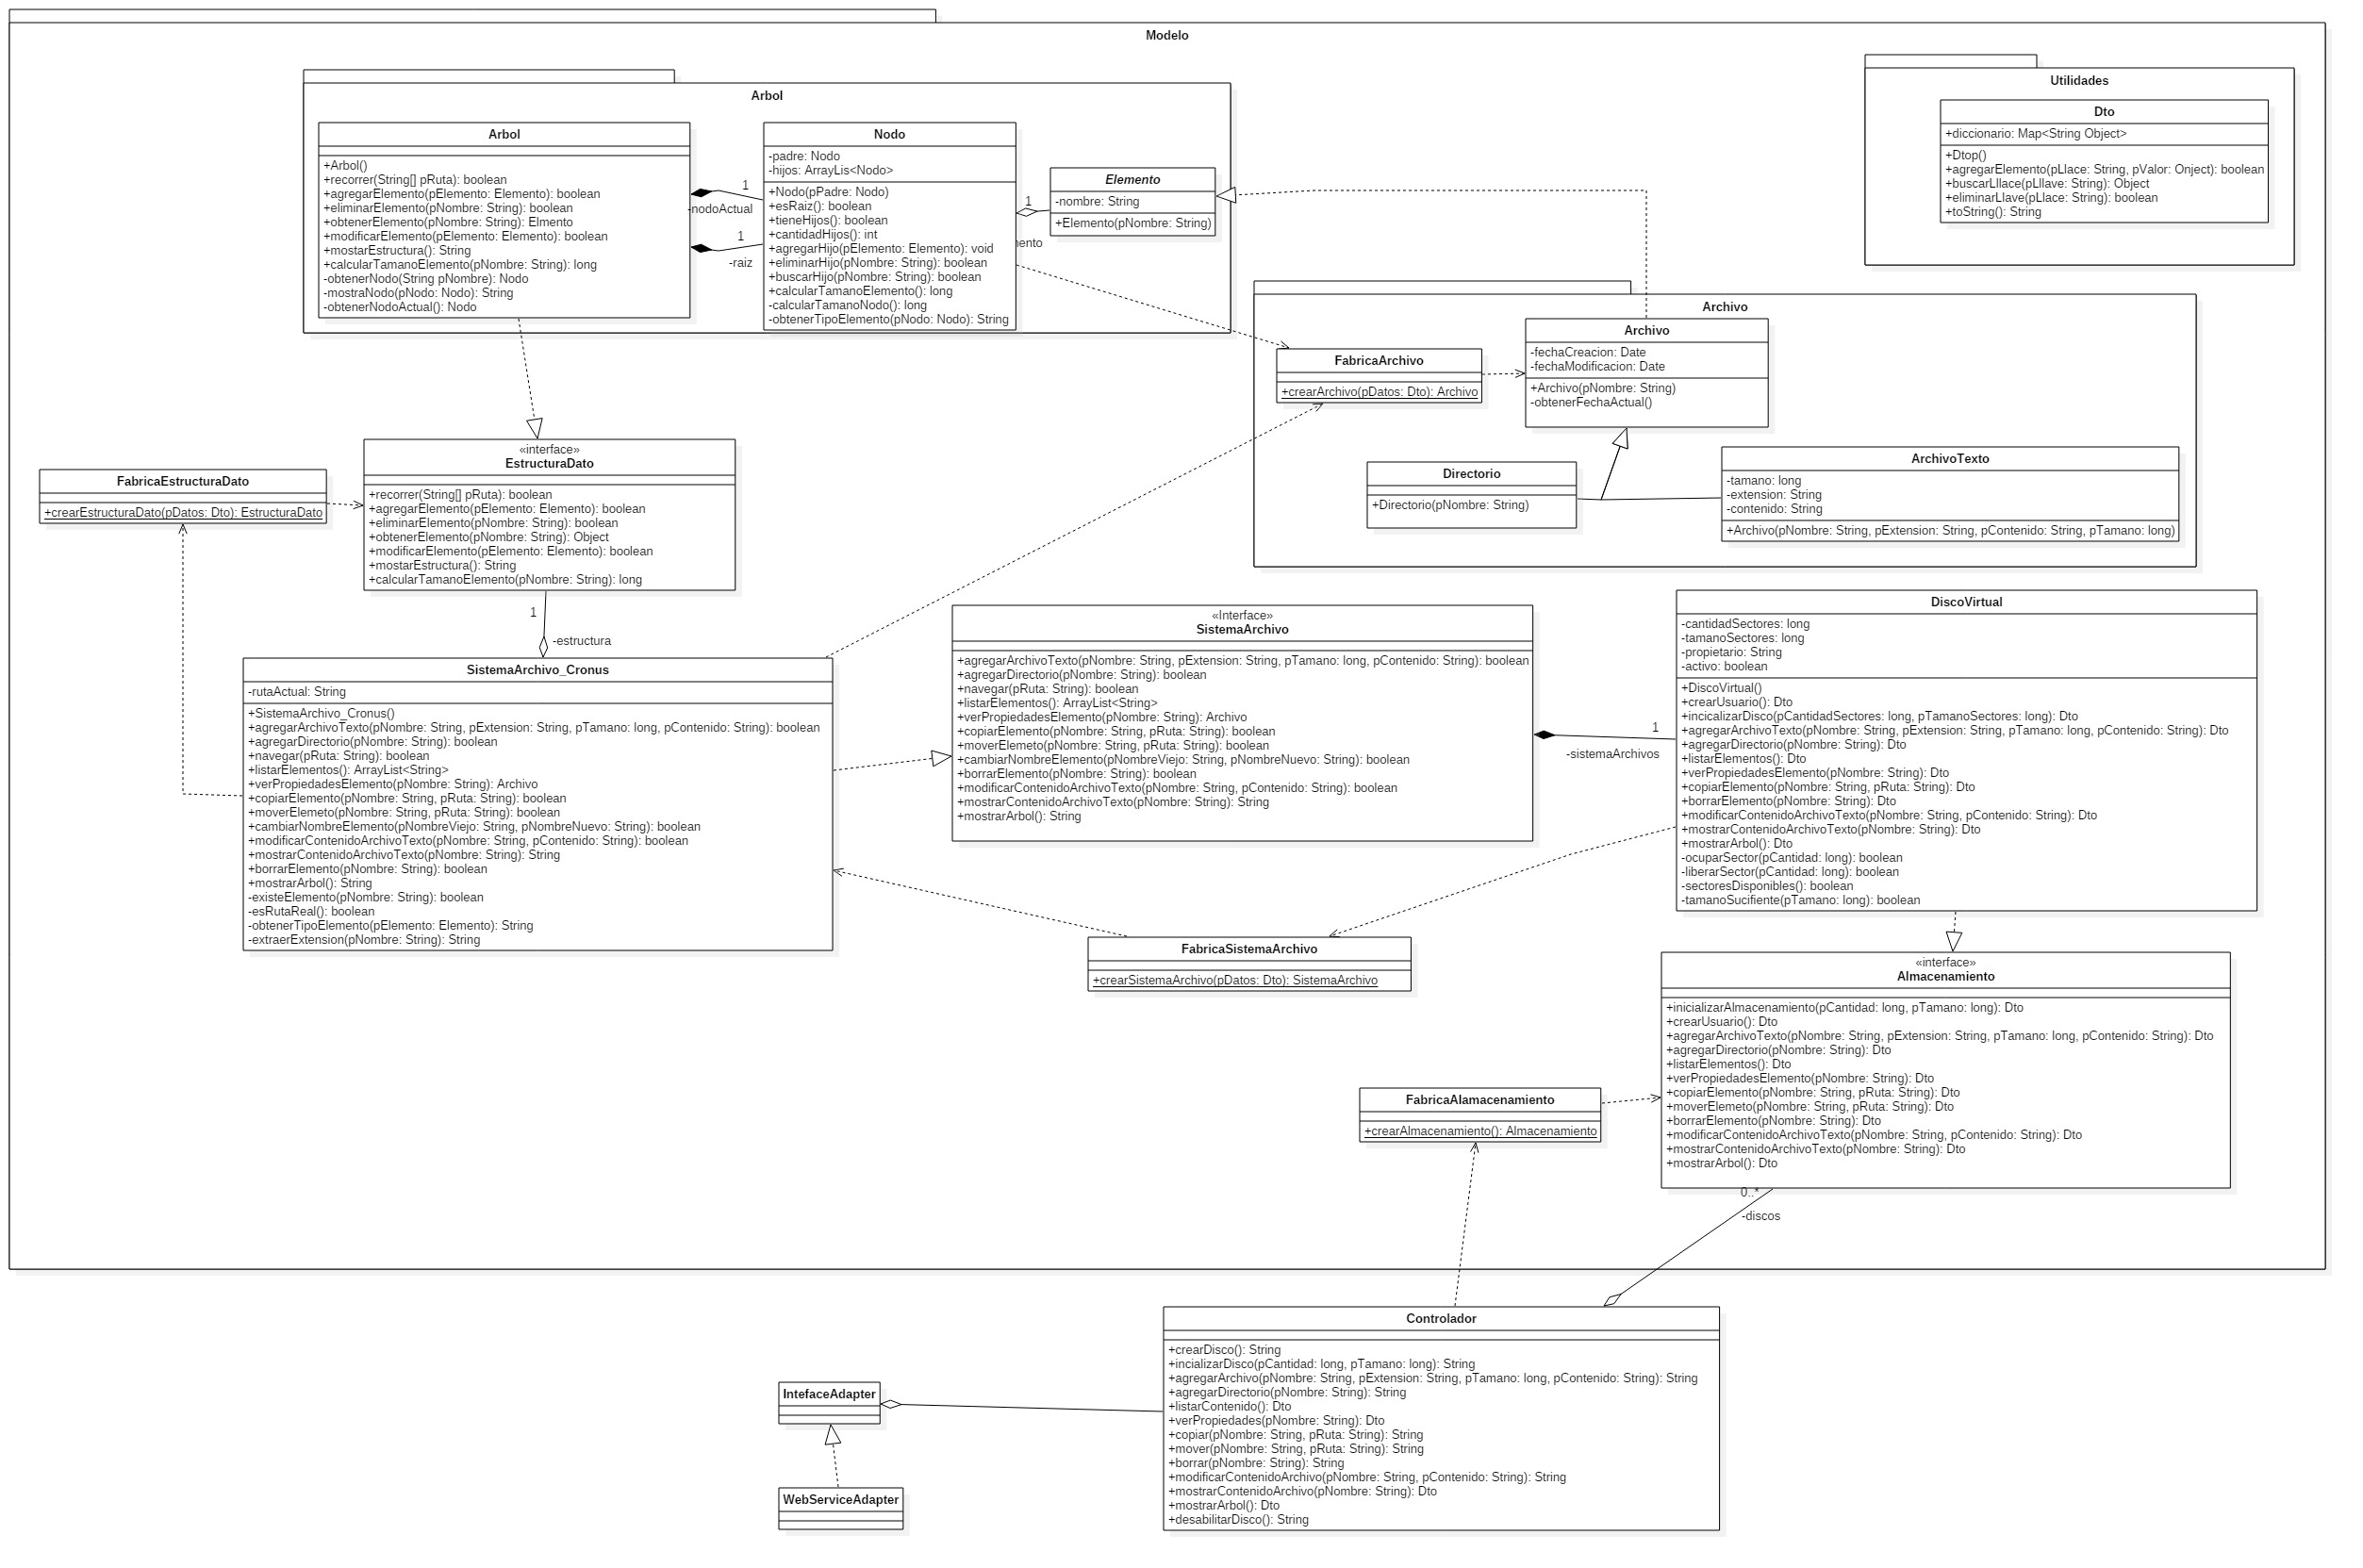 Modelo
Arbol
Arbol
+Arbol()
+recorrer(String[] pRuta): boolean
+agregarElemento(pElemento: Elemento): boolean
+eliminarElemento(pNombre: String): boolean
+obtenerElemento(pNombre: String): Elmento
+modificarElemento(pElemento: Elemento): boolean
+mostarEstructura(): String
+calcularTamanoElemento(pNombre: String): long
-obtenerNodo(String pNombre): Nodo
-mostraNodo(pNodo: Nodo): String
-obtenerNodoActual(): Nodo
1
-nodoActual
1
-raiz
Nodo
-padre: Nodo
-hijos: ArrayLis<Nodo>
+Nodo(pPadre: Nodo)
+esRaiz(): boolean
+tieneHijos(): boolean
+cantidadHijos(): int
+agregarHijo(pElemento: Elemento): void
+eliminarHijo(pNombre: String): boolean
+buscarHijo(pNombre: String): boolean
+calcularTamanoElemento(): long
-calcularTamanoNodo(): long
-obtenerTipoElemento(pNodo: Nodo): String
1
Elemento
-nombre: String
+Elemento(pNombre: String)
Utilidades
Dto
+diccionario: Map<String Object>
+Dtop()
+agregarElemento(pLlace: String, pValor: Onject): boolean
+buscarLllace(pLllave: String): Object
+eliminarLlave(pLlace: String): boolean
+toString(): String
Archivo
Archivo
-fechaCreacion: Date
-fechaModificacion: Date
+Archivo(pNombre: String)
-obtenerFechaActual()
FabricaArchivo
+crearArchivo(pDatos: Dto): Archivo
Directorio
+Directorio(pNombre: String)
ArchivoTexto
-tamano: long
-extension: String
-contenido: String
+Archivo(pNombre: String, pExtension: String, pContenido: String, pTamano: long)
«interface»
EstructuraDato
+recorrer(String[] pRuta): boolean
+agregarElemento(pElemento: Elemento): boolean
+eliminarElemento(pNombre: String): boolean
+obtenerElemento(pNombre: String): Object
+modificarElemento(pElemento: Elemento): boolean
+mostarEstructura(): String
+calcularTamanoElemento(pNombre: String): long
FabricaEstructuraDato
+crearEstructuraDato(pDatos: Dto): EstructuraDato
1
-estructura
SistemaArchivo_Cronus
-rutaActual: String
+SistemaArchivo_Cronus()
+agregarArchivoTexto(pNombre: String, pExtension: String, pTamano: long, pContenido: String): boolean
+agregarDirectorio(pNombre: String): boolean
+navegar(pRuta: String): boolean
+listarElementos(): ArrayList<String>
+verPropiedadesElemento(pNombre: String): Archivo
+copiarElemento(pNombre: String, pRuta: String): boolean
+moverElemeto(pNombre: String, pRuta: String): boolean
+cambiarNombreElemento(pNombreViejo: String, pNombreNuevo: String): boolean
+modificarContenidoArchivoTexto(pNombre: String, pContenido: String): boolean
+mostrarContenidoArchivoTexto(pNombre: String): String
+borrarElemento(pNombre: String): boolean
+mostrarArbol(): String
-existeElemento(pNombre: String): boolean
-esRutaReal(): boolean
-obtenerTipoElemento(pElemento: Elemento): String
-extraerExtension(pNombre: String): String
«Interface»
SistemaArchivo
+agregarArchivoTexto(pNombre: String, pExtension: String, pTamano: long, pContenido: String): boolean
+agregarDirectorio(pNombre: String): boolean
+navegar(pRuta: String): boolean
+listarElementos(): ArrayList<String>
+verPropiedadesElemento(pNombre: String): Archivo
+copiarElemento(pNombre: String, pRuta: String): boolean
+moverElemeto(pNombre: String, pRuta: String): boolean
+cambiarNombreElemento(pNombreViejo: String, pNombreNuevo: String): boolean
+borrarElemento(pNombre: String): boolean
+modificarContenidoArchivoTexto(pNombre: String, pContenido: String): boolean
+mostrarContenidoArchivoTexto(pNombre: String): String
+mostrarArbol(): String
1
-sistemaArchivos
DiscoVirtual
-cantidadSectores: long
-tamanoSectores: long
-propietario: String
-activo: boolean
+DiscoVirtual()
+crearUsuario(): Dto
+incicalizarDisco(pCantidadSectores: long, pTamanoSectores: long): Dto
+agregarArchivoTexto(pNombre: String, pExtension: String, pTamano: long, pContenido: String): Dto
+agregarDirectorio(pNombre: String): Dto
+listarElementos(): Dto
+verPropiedadesElemento(pNombre: String): Dto
+copiarElemento(pNombre: String, pRuta: String): Dto
+borrarElemento(pNombre: String): Dto
+modificarContenidoArchivoTexto(pNombre: String, pContenido: String): Dto
+mostrarContenidoArchivoTexto(pNombre: String): Dto
+mostrarArbol(): Dto
-ocuparSector(pCantidad: long): boolean
-liberarSector(pCantidad: long): boolean
-sectoresDisponibles(): boolean
-tamanoSucifiente(pTamano: long): boolean
FabricaSistemaArchivo
+crearSistemaArchivo(pDatos: Dto): SistemaArchivo
«interface»
Almacenamiento
+inicializarAlmacenamiento(pCantidad: long, pTamano: long): Dto
+crearUsuario(): Dto
+agregarArchivoTexto(pNombre: String, pExtension: String, pTamano: long, pContenido: String): Dto
+agregarDirectorio(pNombre: String): Dto
+listarElementos(): Dto
+verPropiedadesElemento(pNombre: String): Dto
+copiarElemento(pNombre: String, pRuta: String): Dto
+moverElemeto(pNombre: String, pRuta: String): Dto
+borrarElemento(pNombre: String): Dto
+modificarContenidoArchivoTexto(pNombre: String, pContenido: String): Dto
+mostrarContenidoArchivoTexto(pNombre: String): Dto
+mostrarArbol(): Dto
FabricaAlamacenamiento
+crearAlmacenamiento(): Almacenamiento
0..*
-discos
Controlador
+crearDisco(): String
+incializarDisco(pCantidad: long, pTamano: long): String
+agregarArchivo(pNombre: String, pExtension: String, pTamano: long, pContenido: String): String
+agregarDirectorio(pNombre: String): String
+listarContenido(): Dto
+verPropiedades(pNombre: String): Dto
+copiar(pNombre: String, pRuta: String): String
+mover(pNombre: String, pRuta: String): String
+borrar(pNombre: String): String
+modificarContenidoArchivo(pNombre: String, pContenido: String): String
+mostrarContenidoArchivo(pNombre: String): Dto
+mostrarArbol(): Dto
+desabilitarDisco(): String
IntefaceAdapter
WebServiceAdapter